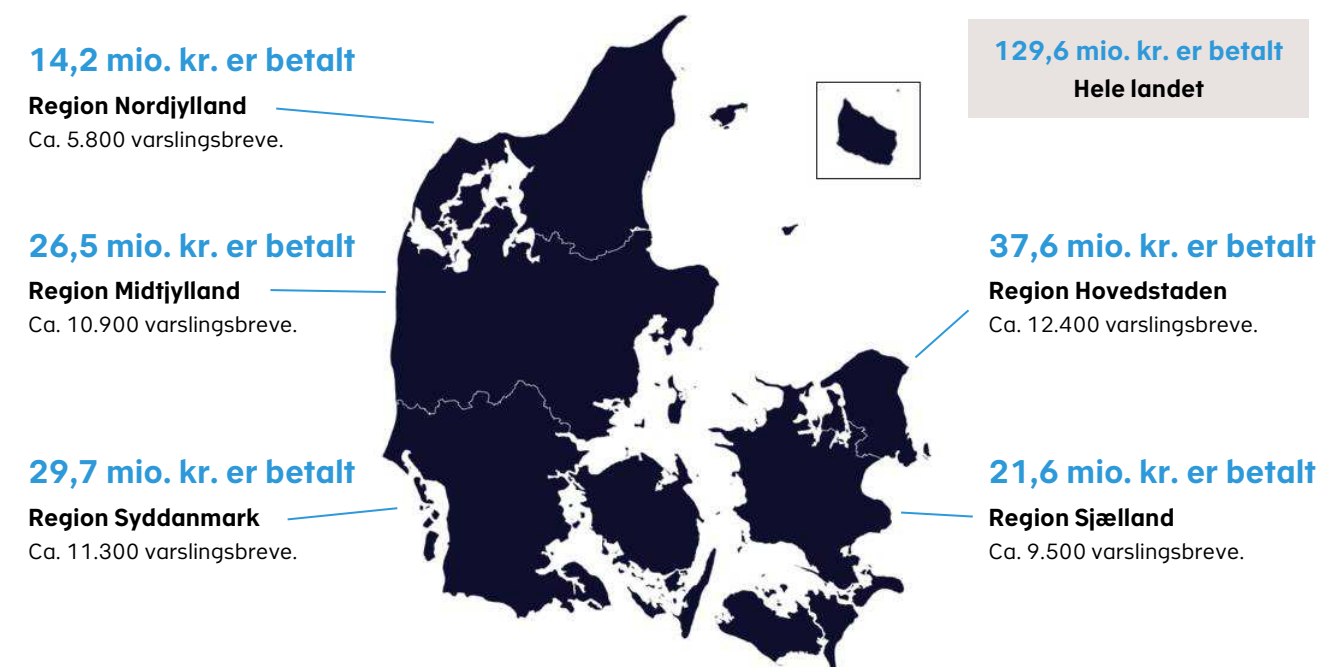 14,2 mio. kr. er betalt
Region Nordjylland
Ca. 5.800 varslingsbreve.
26,5 mio. kr. er betalt
Region Midtjylland
Ca. 10.900 varslingsbreve.
29,7 mio. kr. er betalt
Region Syddanmark
Ca. 11.300 varslingsbreve.
129,6 mio. kr. er betalt
Hele landet
37,6 mio. kr. er betalt
Region Hovedstaden
Ca. 12.400 varslingsbreve.
21,6 mio. kr. er betalt
Region Sjælland
Ca. 9.500 varslingsbreve.